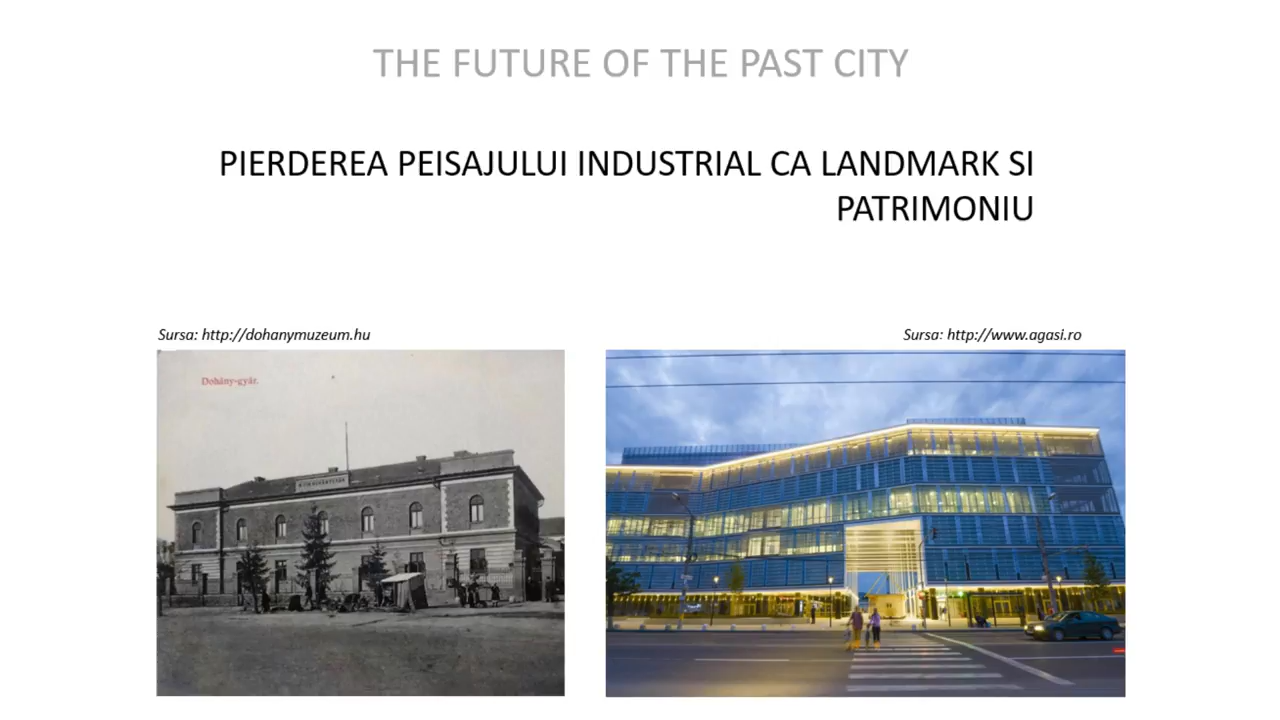 THE FUTURE OF THE PAST CITY
PIERDEREA PEISAJULUI INDUSTRIAL CA LANDMARK SI
PATRIMONIU
Sursa: http://dohanymuzeum.hu
Sursa: http://www.agasi.ro
Dohány-gyár.